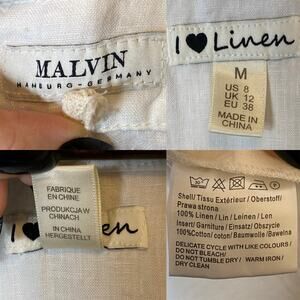 MALVIN
HAMBURG - GERMANY
I ♥ Linen
M
US 8
UK 12
EU 38
MADE IN
CHINA
FABRIQUE
EN CHINE
PRODUKCJA W
CHINACH
IN CHINA
HERGESTELLT
I ♥ Linen
Shell/ Tissu Extérieur / Oberstoff/
Prawa strona
100% Linen / Lin / Leinen / Len
Insert/ Garniture / Einsatz/ Obszycie
100% Cotton/ coton/ Baumwolle / Bawełna
DELICATE CYCLE WITH LIKE COLOURS /
DO NOT BLEACH/
DO NOT TUMBLE DRY / WARM IRON /
DRY CLEAN